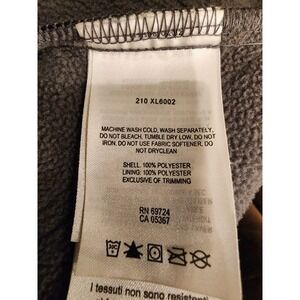 210 XL6002
MACHINE WASH COLD, WASH SEPARATELY,
DO NOT BLEACH, TUMBLE DRY LOW, DO NOT
IRON, DO NOT USE FABRIC SOFTENER, DO
NOT DRYCLEAN
SHELL: 100% POLYESTER
LINING: 100% POLYESTER
EXCLUSIVE OF TRIMMING
RN 69724
CA 05367
I tessuti non sono resistenti